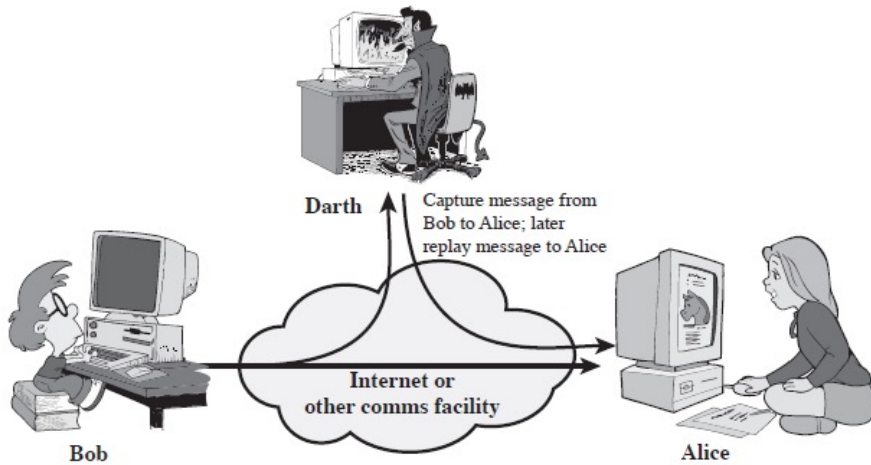 Darth
Capture message from
Bob to Alice; later
replay message to Alice
Internet or
other comms facility
Bob
Alice